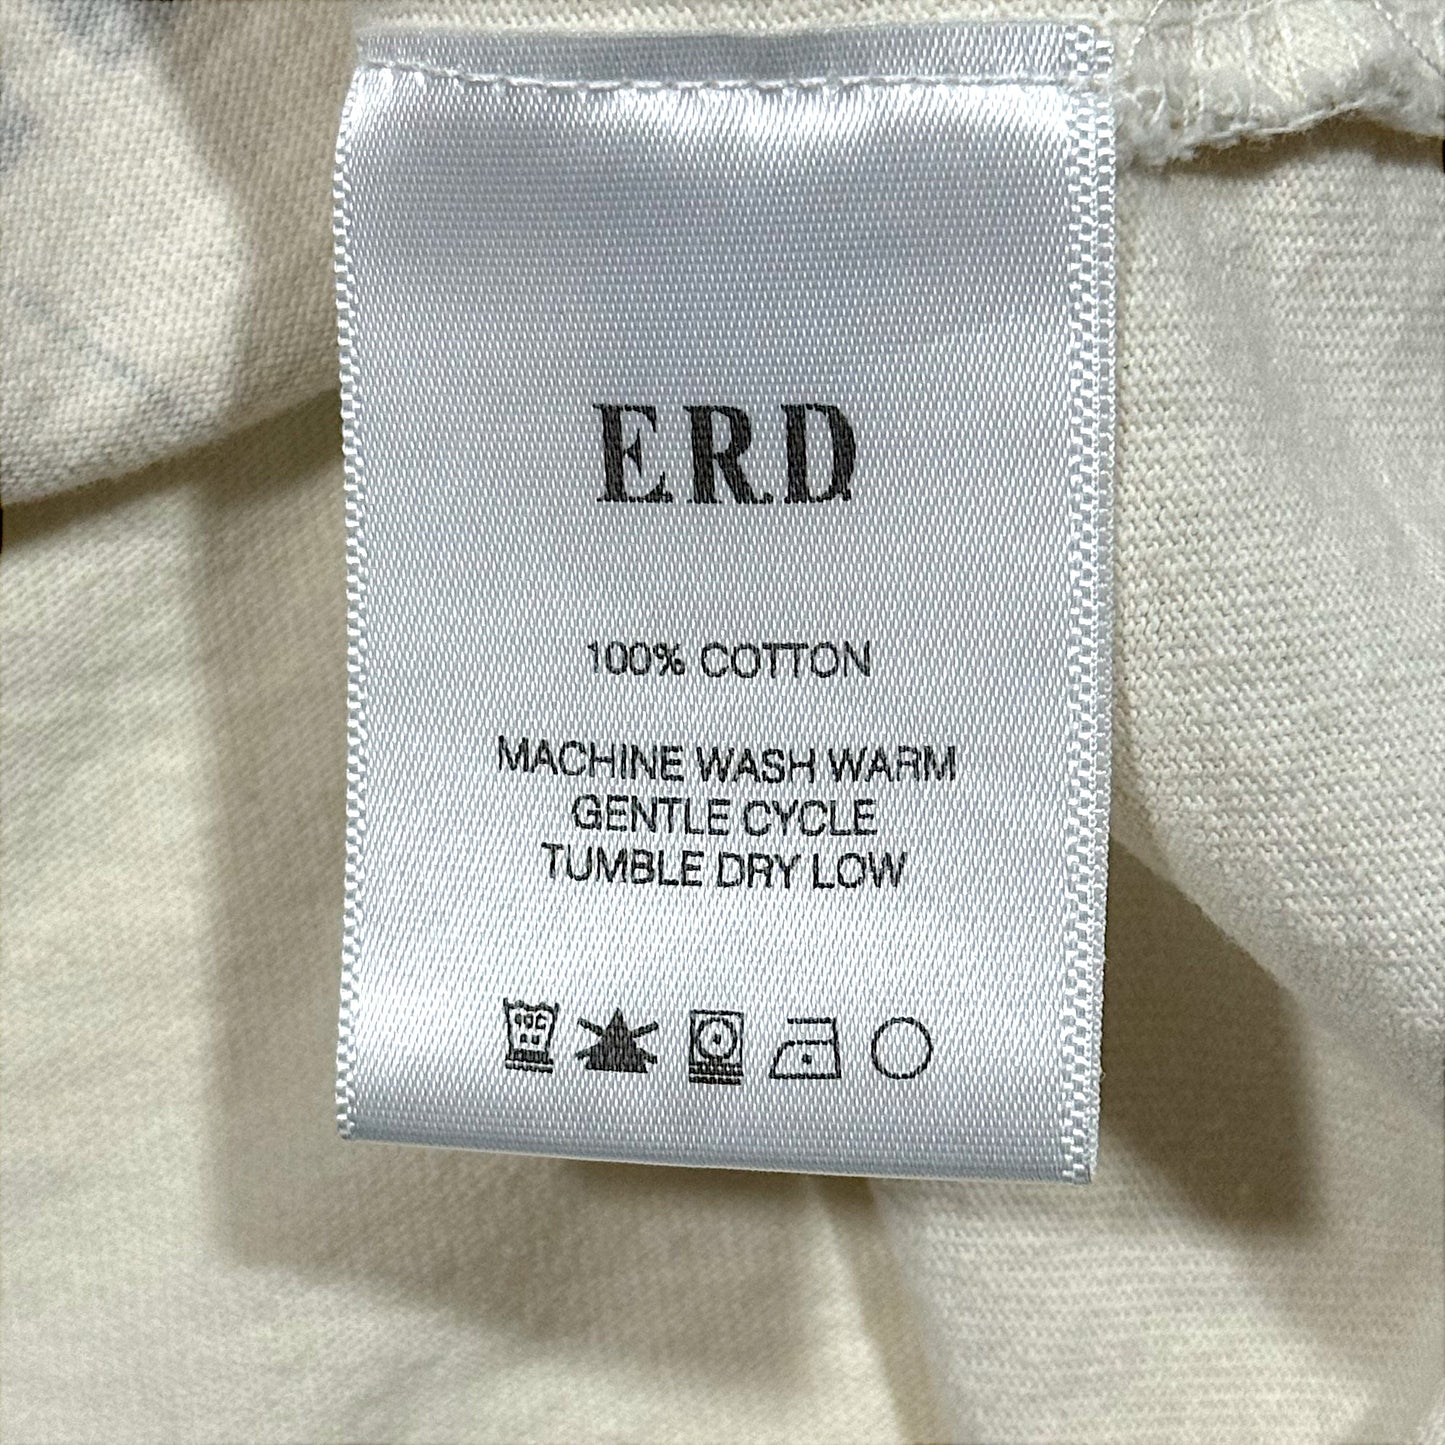 ERD
100% COTTON
MACHINE WASH WARM
GENTLE CYCLE
TUMBLE DRY LOW